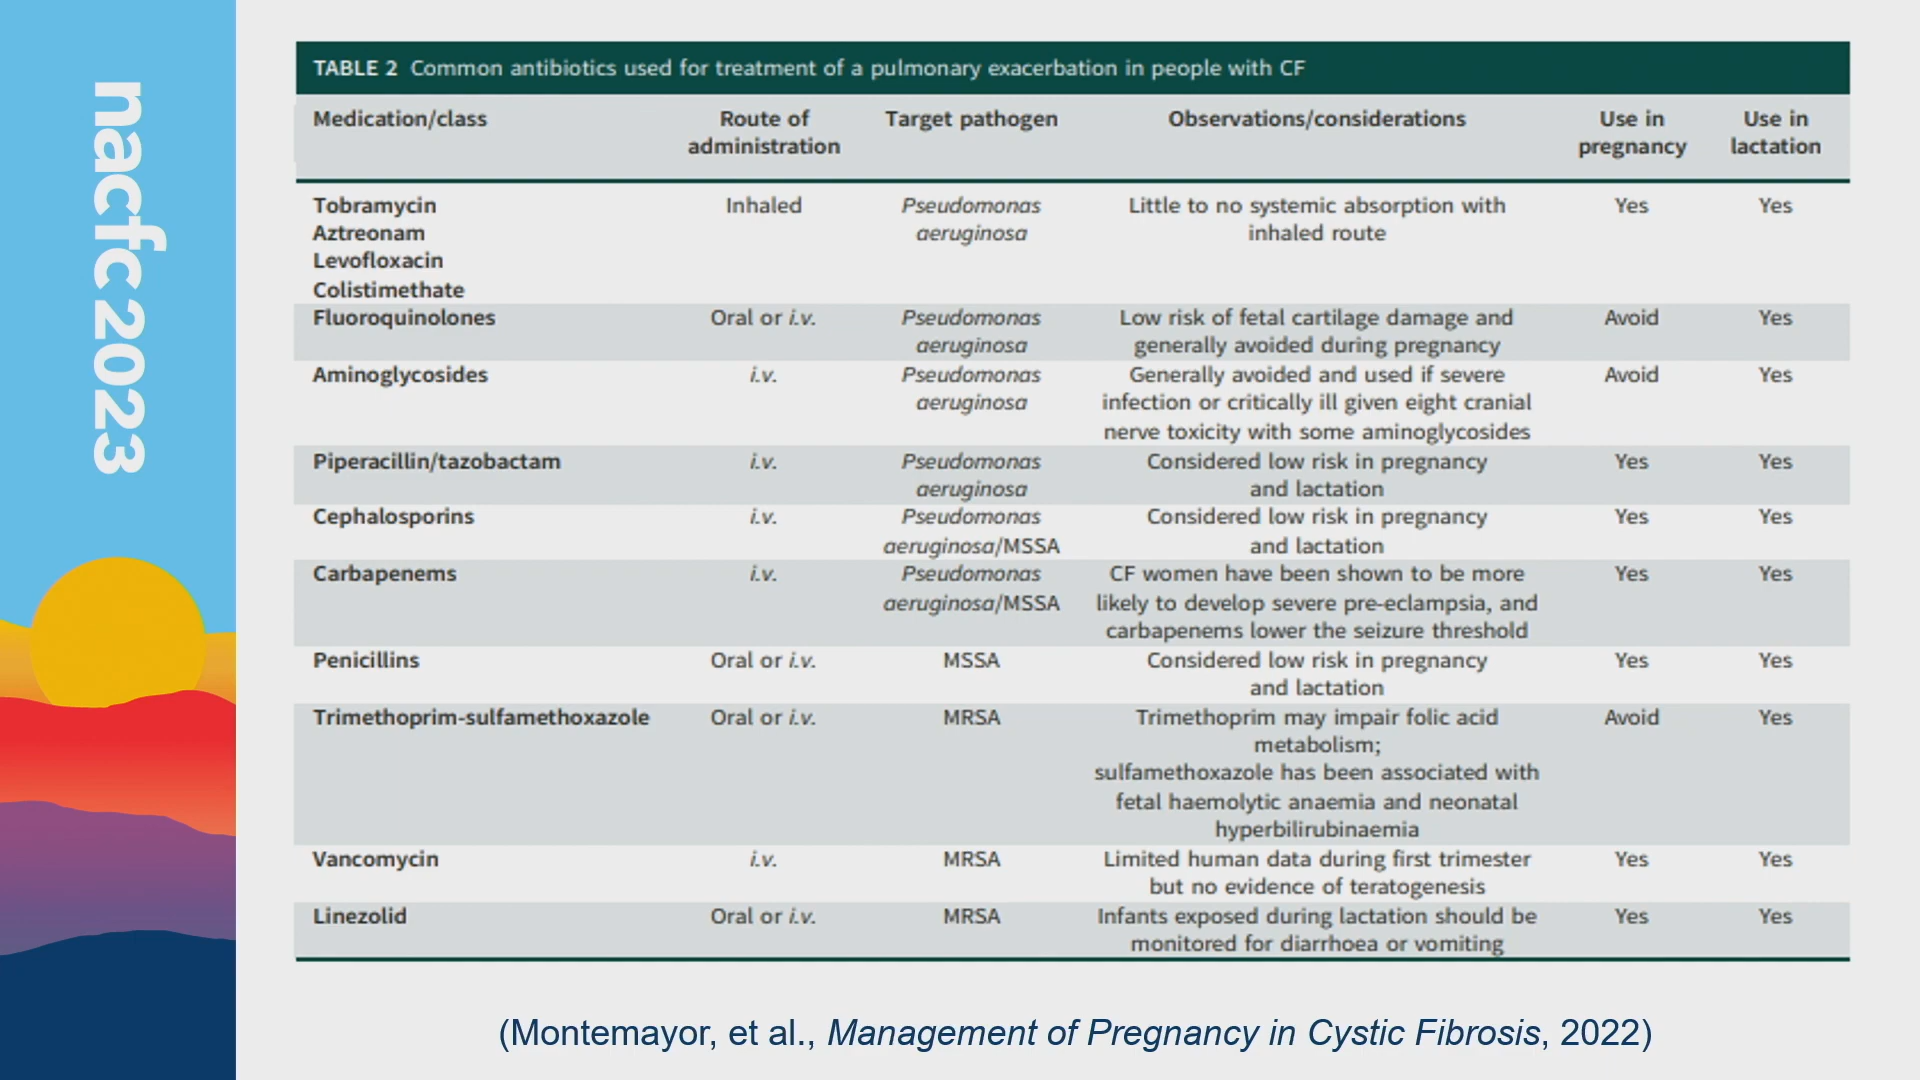 nacfc2023
TABLE 2 Common antibiotics used for treatment of a pulmonary exacerbation in people with CF
Medication/class Route of administration Target pathogen Observations/considerations Use in pregnancy Use in lactation
Tobramycin Inhaled Pseudomonas Little to no systemic absorption with Yes Yes
Aztreonam aeruginosa inhaled route
Levofloxacin
Colistimethate
Fluoroquinolones Oral or i.v. Pseudomonas Low risk of fetal cartilage damage and Avoid Yes
aeruginosa generally avoided during pregnancy
Aminoglycosides i.v. Pseudomonas Generally avoided and used if severe Avoid Yes
aeruginosa infection or critically ill given eight cranial
nerve toxicity with some aminoglycosides
Piperacillin/tazobactam i.v. Pseudomonas Considered low risk in pregnancy Yes Yes
aeruginosa and lactation
Cephalosporins i.v. Pseudomonas Considered low risk in pregnancy Yes Yes
aeruginosa/MSSA and lactation
Carbapenems i.v. Pseudomonas CF women have been shown to be more Yes Yes
aeruginosa/MSSA likely to develop severe pre-eclampsia, and
carbapenems lower the seizure threshold
Penicillins Oral or i.v. MSSA Considered low risk in pregnancy Yes Yes
and lactation
Trimethoprim-sulfamethoxazole Oral or i.v. MRSA Trimethoprim may impair folic acid Avoid Yes
metabolism;
sulfamethoxazole has been associated with
fetal haemolytic anaemia and neonatal
hyperbilirubinaemia
Vancomycin i.v. MRSA Limited human data during first trimester Yes Yes
but no evidence of teratogenesis
Linezolid Oral or i.v. MRSA Infants exposed during lactation should be Yes Yes
monitored for diarrhoea or vomiting
(Montemayor, et al., Management of Pregnancy in Cystic Fibrosis, 2022)